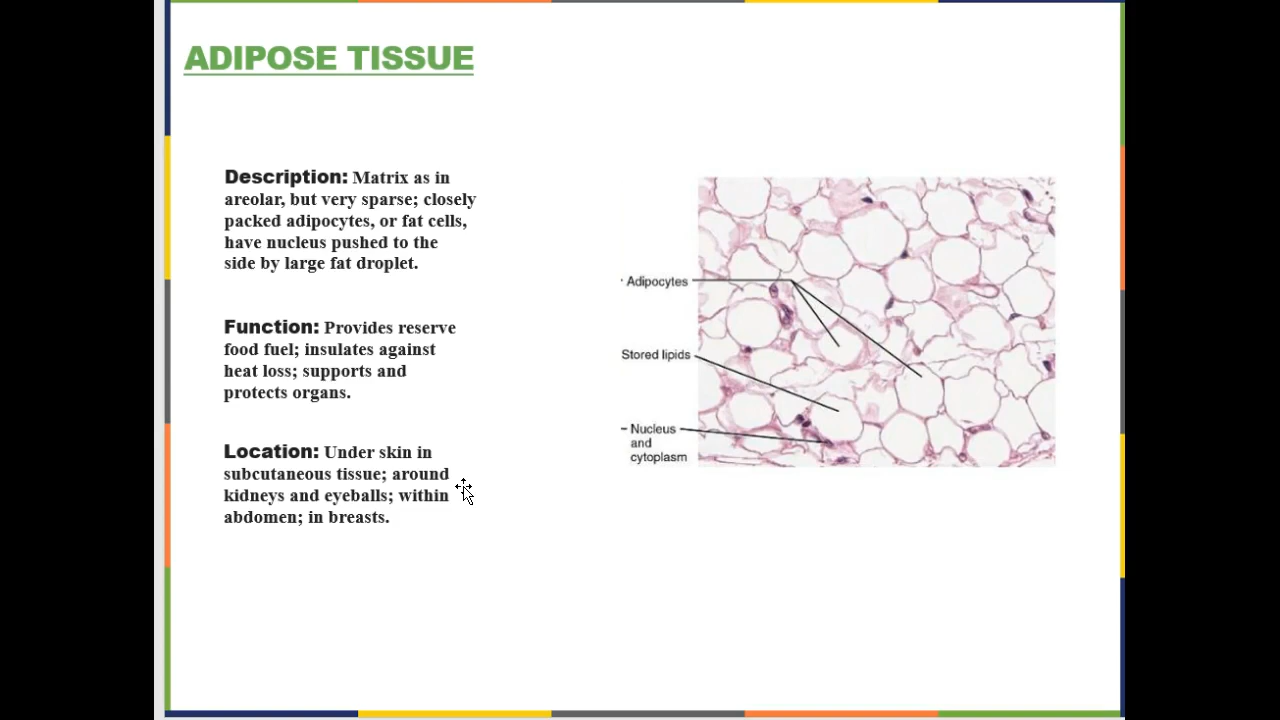 ADIPOSE TISSUE
Description: Matrix as in
areolar, but very sparse; closely
packed adipocytes, or fat cells,
have nucleus pushed to the
side by large fat droplet.
Function: Provides reserve
food fuel; insulates against
heat loss; supports and
protects organs.
Location: Under skin in
subcutaneous tissue; around
kidneys and eyeballs; within
abdomen; in breasts.
Adipocytes
Stored lipids
Nucleus
and
cytoplasm